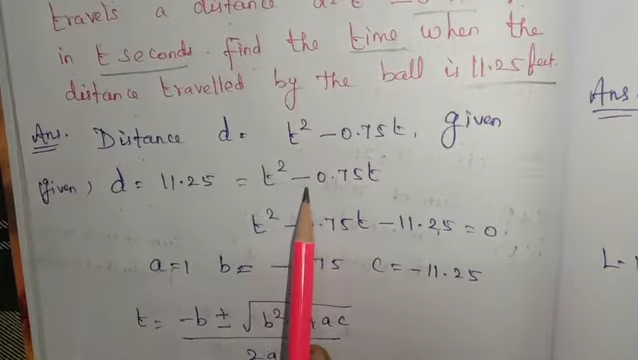 travels a distance
in t seconds. find the time when the
distance travelled by the ball is 11.25 feet.
Ans. Distance d = t² - 0.75t, given
given, d = 11.25 = t² - 0.75t
t² - .75t - 11.25 = 0
a=1 b= - 75 c = -11.25
t = -b ± √b² ac
2a
Ans.
L =